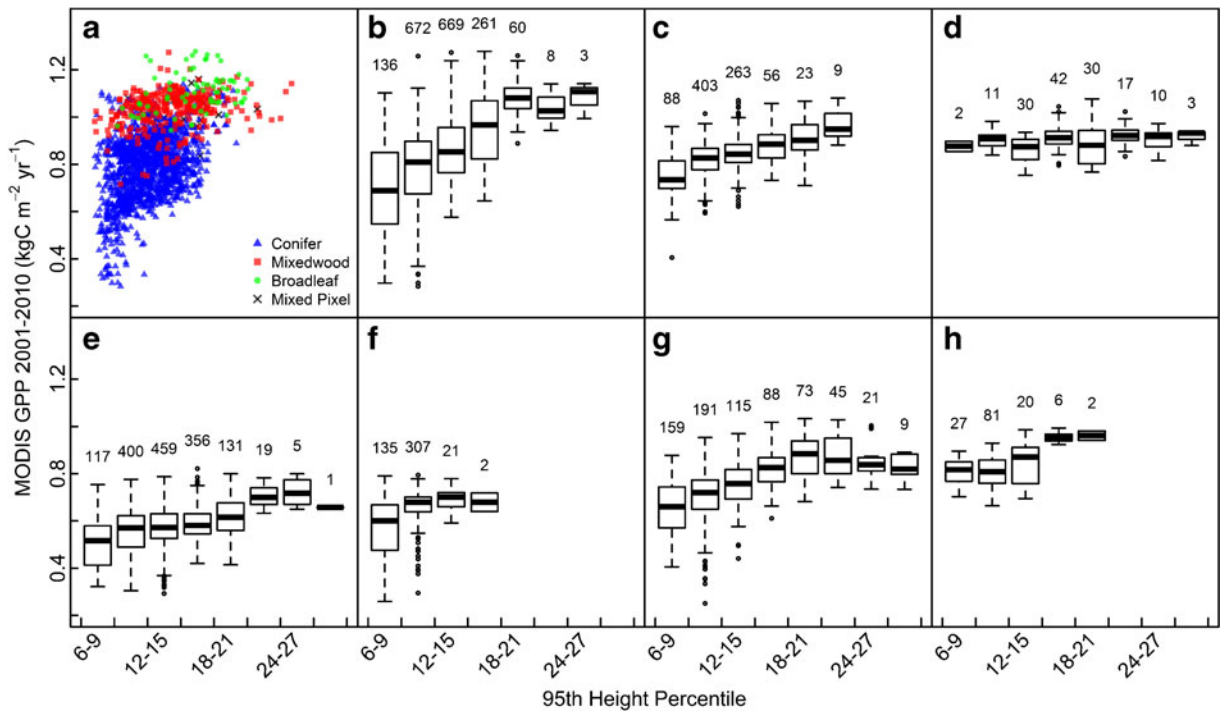 a
b
c
d
136 672 669 261 60 8 3
88 403 263 56 23 9
2 11 30 42 30 17 10 3
Conifer
Mixedwood
Broadleaf
Mixed Pixel
1.2
0.8
0.4
MODIS GPP 2001-2010 (kgC m⁻² yr⁻¹)
e
f
g
h
117 400 459 356 131 19 5 1
135 307 21 2
159 191 115 88 73 45 21 9
27 81 20 6 2
1.2
0.8
0.4
6-9 12-15 18-21 24-27
6-9 12-15 18-21 24-27
6-9 12-15 18-21 24-27
6-9 12-15 18-21 24-27
95th Height Percentile